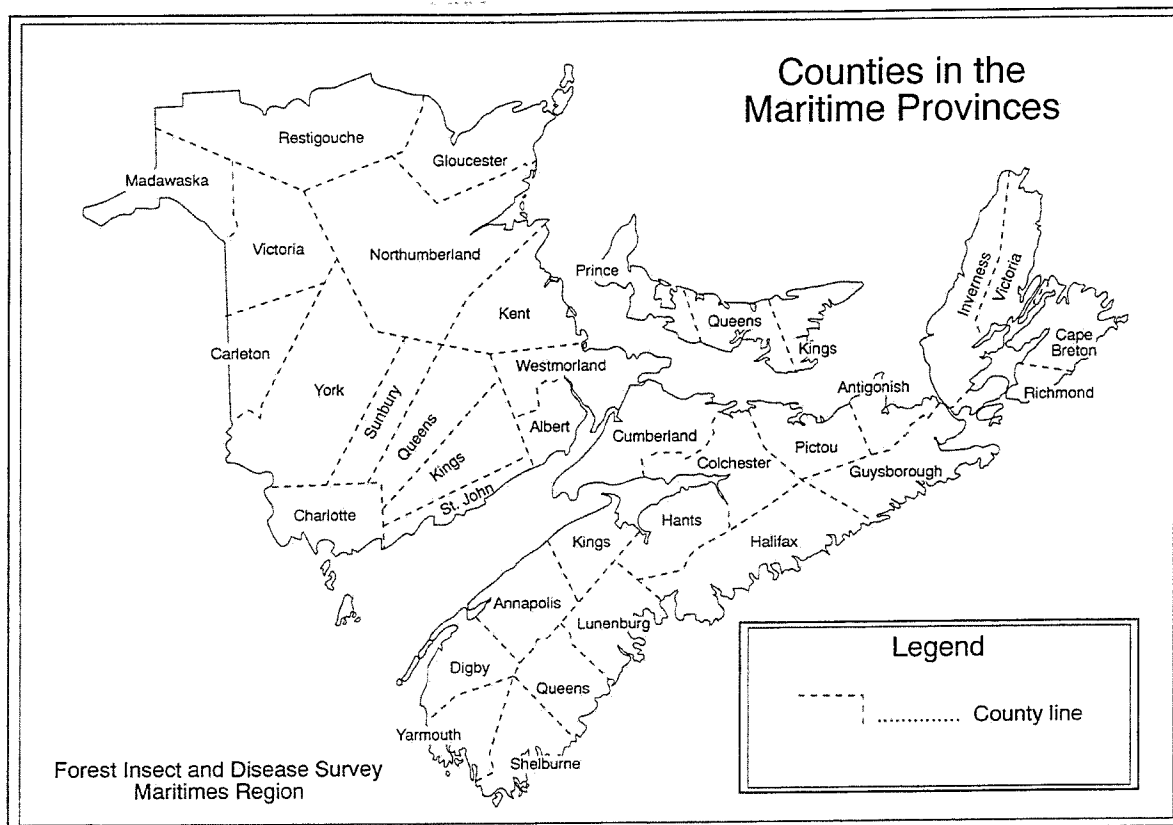 Counties in the
Maritime Provinces
Restigouche
Gloucester
Madawaska
Victoria
Northumberland
Prince
Inverness
Victoria
Kent
Queens
Kings
Carleton
Westmorland
Cape
Breton
York
Sunbury
Antigonish
Richmond
Queens
Albert
Cumberland
Pictou
Kings
Colchester
Guysborough
St. John
Charlotte
Hants
Kings
Halifax
Annapolis
Lunenburg
Digby
Queens
Yarmouth
Shelburne
Legend
County line
Forest Insect and Disease Survey
Maritimes Region